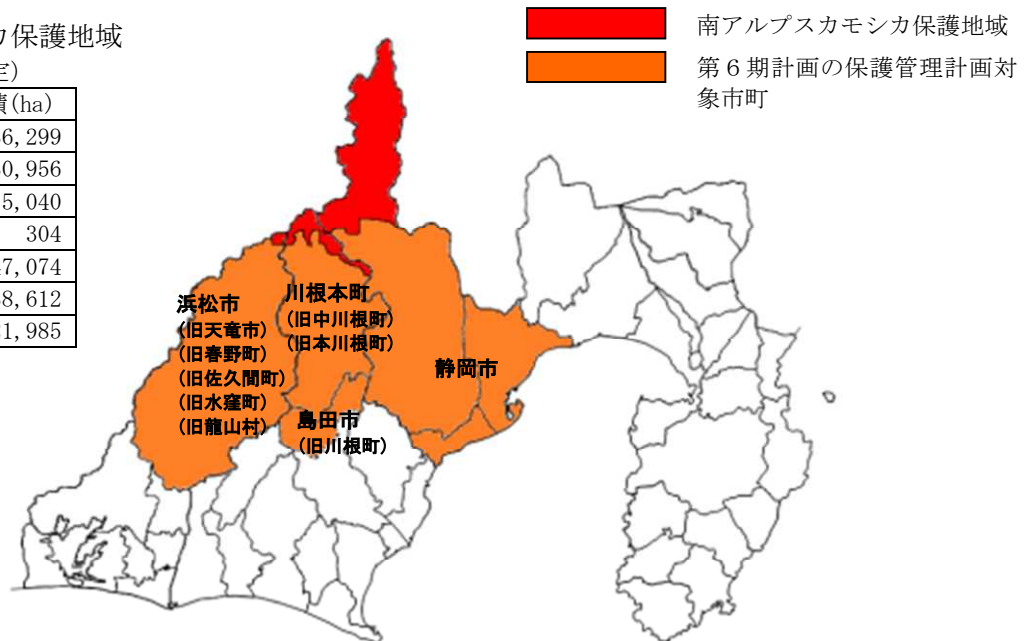 カ保護地域
定)
積(ha)
6,299
0,956
5,040
304
7,074
8,612
1,985
南アルプスカモシカ保護地域
第6期計画の保護管理計画対
象市町
浜松市
(旧天竜市)
(旧春野町)
(旧佐久間町)
(旧水窪町)
(旧龍山村)
川根本町
(旧中川根町)
(旧本川根町)
静岡市
島田市
(旧川根町)